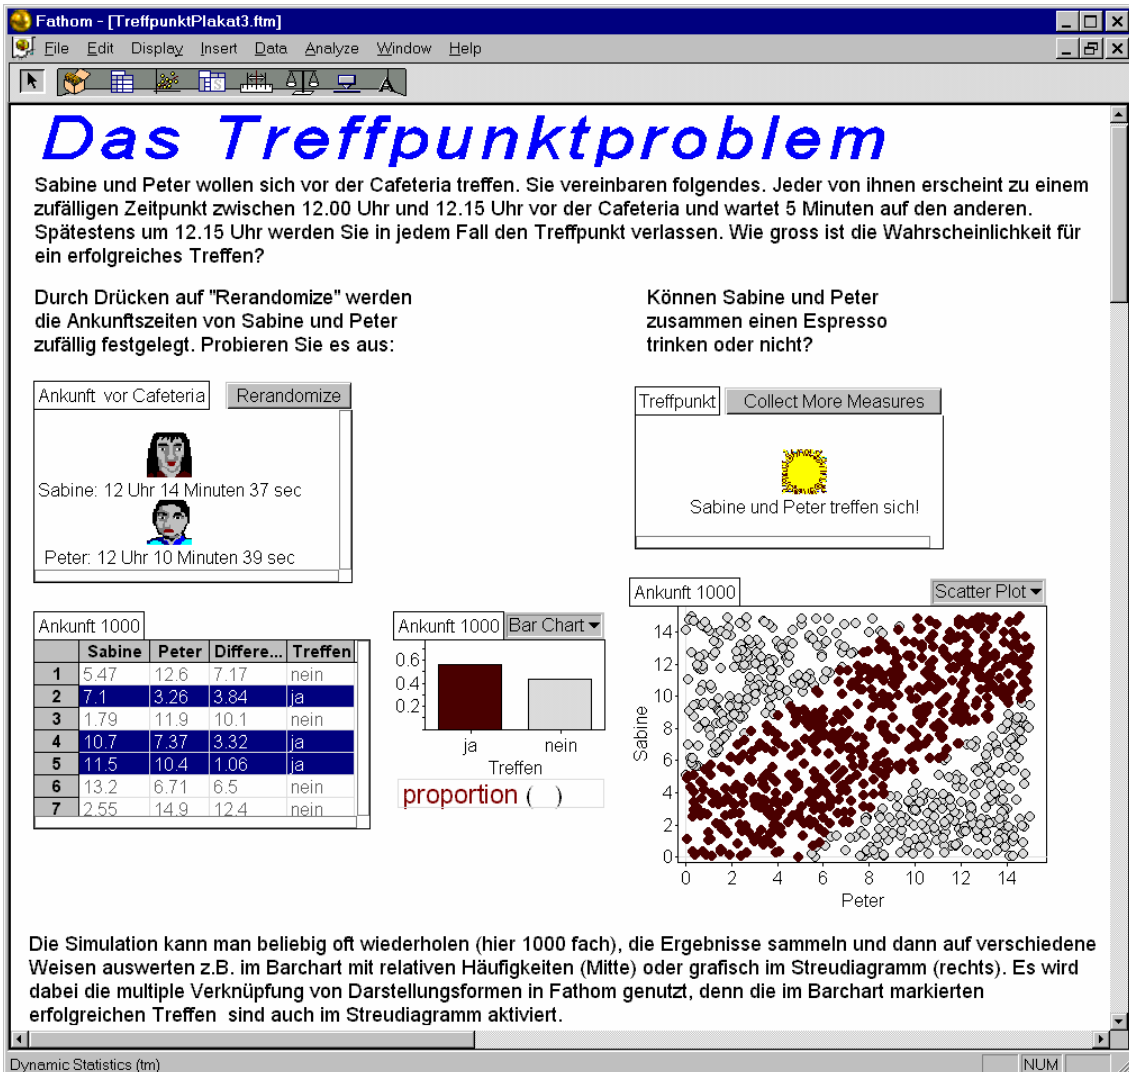 Fathom - [TreffpunktPlakat3.ftm]
File Edit Display Insert Data Analyze Window Help
Das Treffpunktproblem
Sabine und Peter wollen sich vor der Cafeteria treffen. Sie vereinbaren folgendes. Jeder von ihnen erscheint zu einem
zufälligen Zeitpunkt zwischen 12.00 Uhr und 12.15 Uhr vor der Cafeteria und wartet 5 Minuten auf den anderen.
Spätestens um 12.15 Uhr werden Sie in jedem Fall den Treffpunkt verlassen. Wie gross ist die Wahrscheinlichkeit für
ein erfolgreiches Treffen?
Durch Drücken auf "Rerandomize" werden
die Ankunftszeiten von Sabine und Peter
zufällig festgelegt. Probieren Sie es aus:
Können Sabine und Peter
zusammen einen Espresso
trinken oder nicht?
Ankunft vor Cafeteria Rerandomize
Sabine: 12 Uhr 14 Minuten 37 sec
Peter: 12 Uhr 10 Minuten 39 sec
Treffpunkt Collect More Measures
Sabine und Peter treffen sich!
Ankunft 1000
Sabine Peter Differe... Treffen
1 5.47 12.6 7.17 nein
2 7.1 3.26 3.84 ja
3 1.79 11.9 10.1 nein
4 10.7 7.37 3.32 ja
5 11.5 10.4 1.06 ja
6 13.2 6.71 6.5 nein
7 2.55 14.9 12.4 nein
Ankunft 1000 Bar Chart
0.6
0.4
0.2
ja nein
Treffen
proportion ( )
Ankunft 1000 Scatter Plot
14
12
10
8
6
4
2
0
Sabine
0 2 4 6 8 10 12 14
Peter
Die Simulation kann man beliebig oft wiederholen (hier 1000 fach), die Ergebnisse sammeln und dann auf verschiedene
Weisen auswerten z.B. im Barchart mit relativen Häufigkeiten (Mitte) oder grafisch im Streudiagramm (rechts). Es wird
dabei die multiple Verknüpfung von Darstellungsformen in Fathom genutzt, denn die im Barchart markierten
erfolgreichen Treffen sind auch im Streudiagramm aktiviert.
Dynamic Statistics (tm) NUM